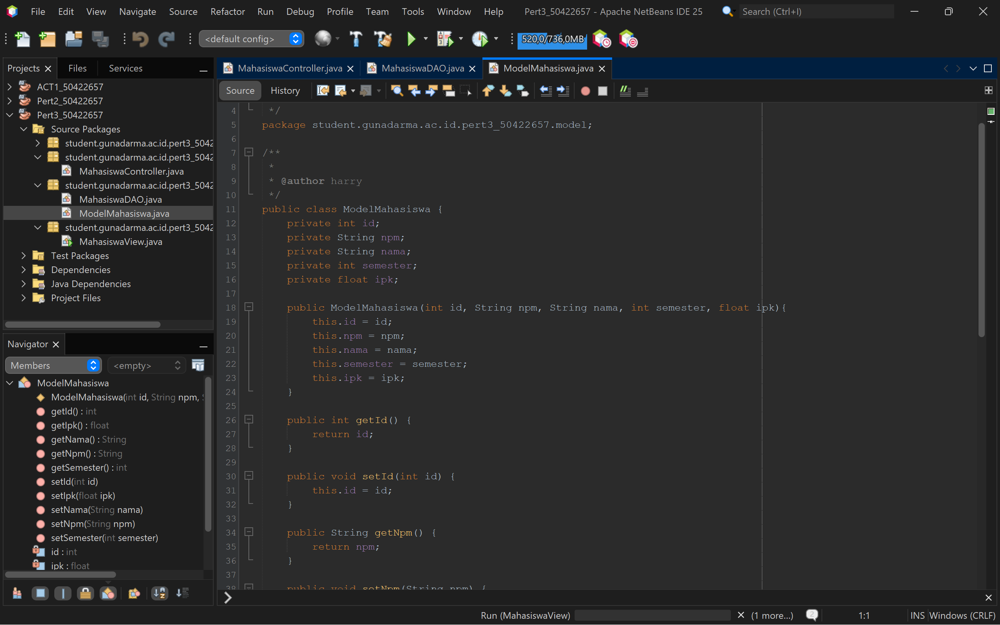 File Edit View Navigate Source Refactor Run Debug Profile Team Tools Window Help Pert3_50422657 - Apache NetBeans IDE 25 Search (Ctrl+I)
<default config> 520,0/736,0MB
Projects Files Services
ACT1_50422657
Pert2_50422657
Pert3_50422657
Source Packages
student.gunadarma.ac.id.pert3_5042
student.gunadarma.ac.id.pert3_5042
MahasiswaController.java
student.gunadarma.ac.id.pert3_5042
MahasiswaDAO.java
ModelMahasiswa.java
student.gunadarma.ac.id.pert3_5042
MahasiswaView.java
Test Packages
Dependencies
Java Dependencies
Project Files
Navigator
Members <empty>
ModelMahasiswa
ModelMahasiswa(int id, String npm,
getId() : int
getIpk() : float
getNama() : String
getNpm() : String
getSemester() : int
setId(int id)
setIpk(float ipk)
setNama(String nama)
setNpm(String npm)
setSemester(int semester)
id : int
ipk : float
MahasiswaController.java MahasiswaDAO.java ModelMahasiswa.java
Source History
4 */
5 package student.gunadarma.ac.id.pert3_50422657.model;
6
7 /**
8 *
9 * @author harry
10 */
11 public class ModelMahasiswa {
12 private int id;
13 private String npm;
14 private String nama;
15 private int semester;
16 private float ipk;
17
18 public ModelMahasiswa(int id, String npm, String nama, int semester, float ipk){
19 this.id = id;
20 this.npm = npm;
21 this.nama = nama;
22 this.semester = semester;
23 this.ipk = ipk;
24 }
25
26 public int getId() {
27 return id;
28 }
29
30 public void setId(int id) {
31 this.id = id;
32 }
33
34 public String getNpm() {
35 return npm;
36 }
37
38 public void setNpm(String npm) {
Run (MahasiswaView) (1 more...) 2 1:1 INS Windows (CRLF)